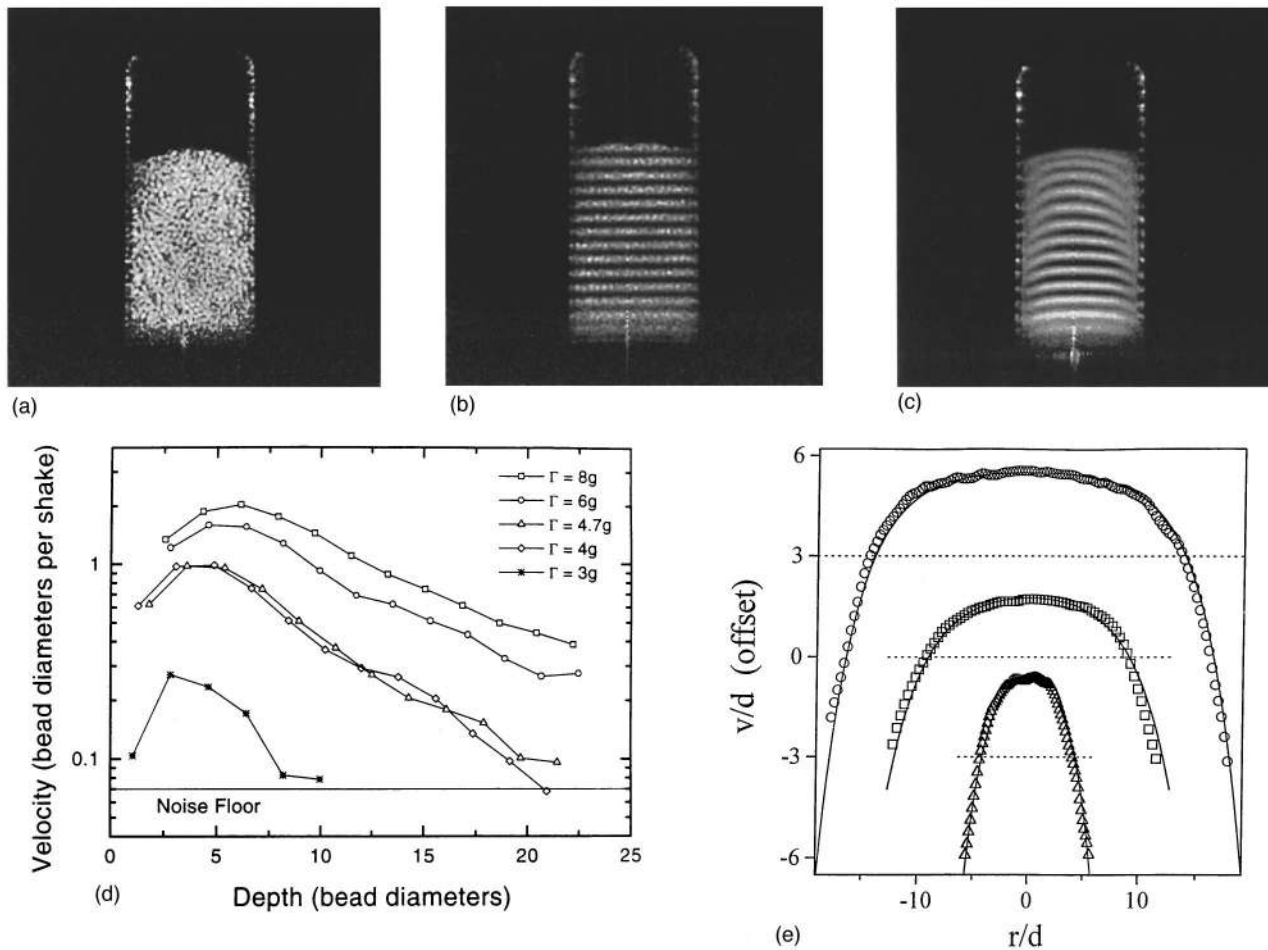 (a)
(b)
(c)
Velocity (bead diameters per shake)
1
0.1
Γ = 8g
Γ = 6g
Γ = 4.7g
Γ = 4g
Γ = 3g
Noise Floor
0
5
10
15
20
25
(d)
Depth (bead diameters)
v/d (offset)
6
3
0
-3
-6
-10
0
10
(e)
r/d